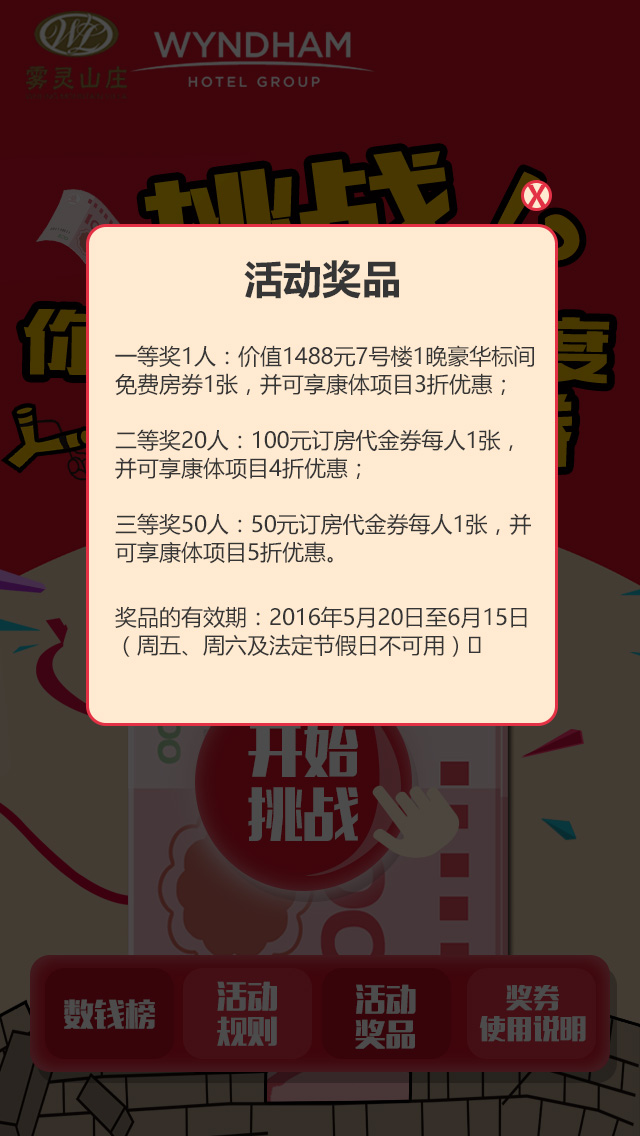 WP
雾灵山庄
WYNDHAM
HOTEL GROUP
挑战
X
活动奖品
你
度
一等奖1人：价值1488元7号楼1晚豪华标间
免费房券1张，并可享康体项目3折优惠；
二等奖20人：100元订房代金券每人1张，
并可享康体项目4折优惠；
三等奖50人：50元订房代金券每人1张，并
可享康体项目5折优惠。
奖品的有效期：2016年5月20日至6月15日
（周五、周六及法定节假日不可用）
开始
挑战
数钱榜
活动
规则
活动
奖品
奖券
使用说明